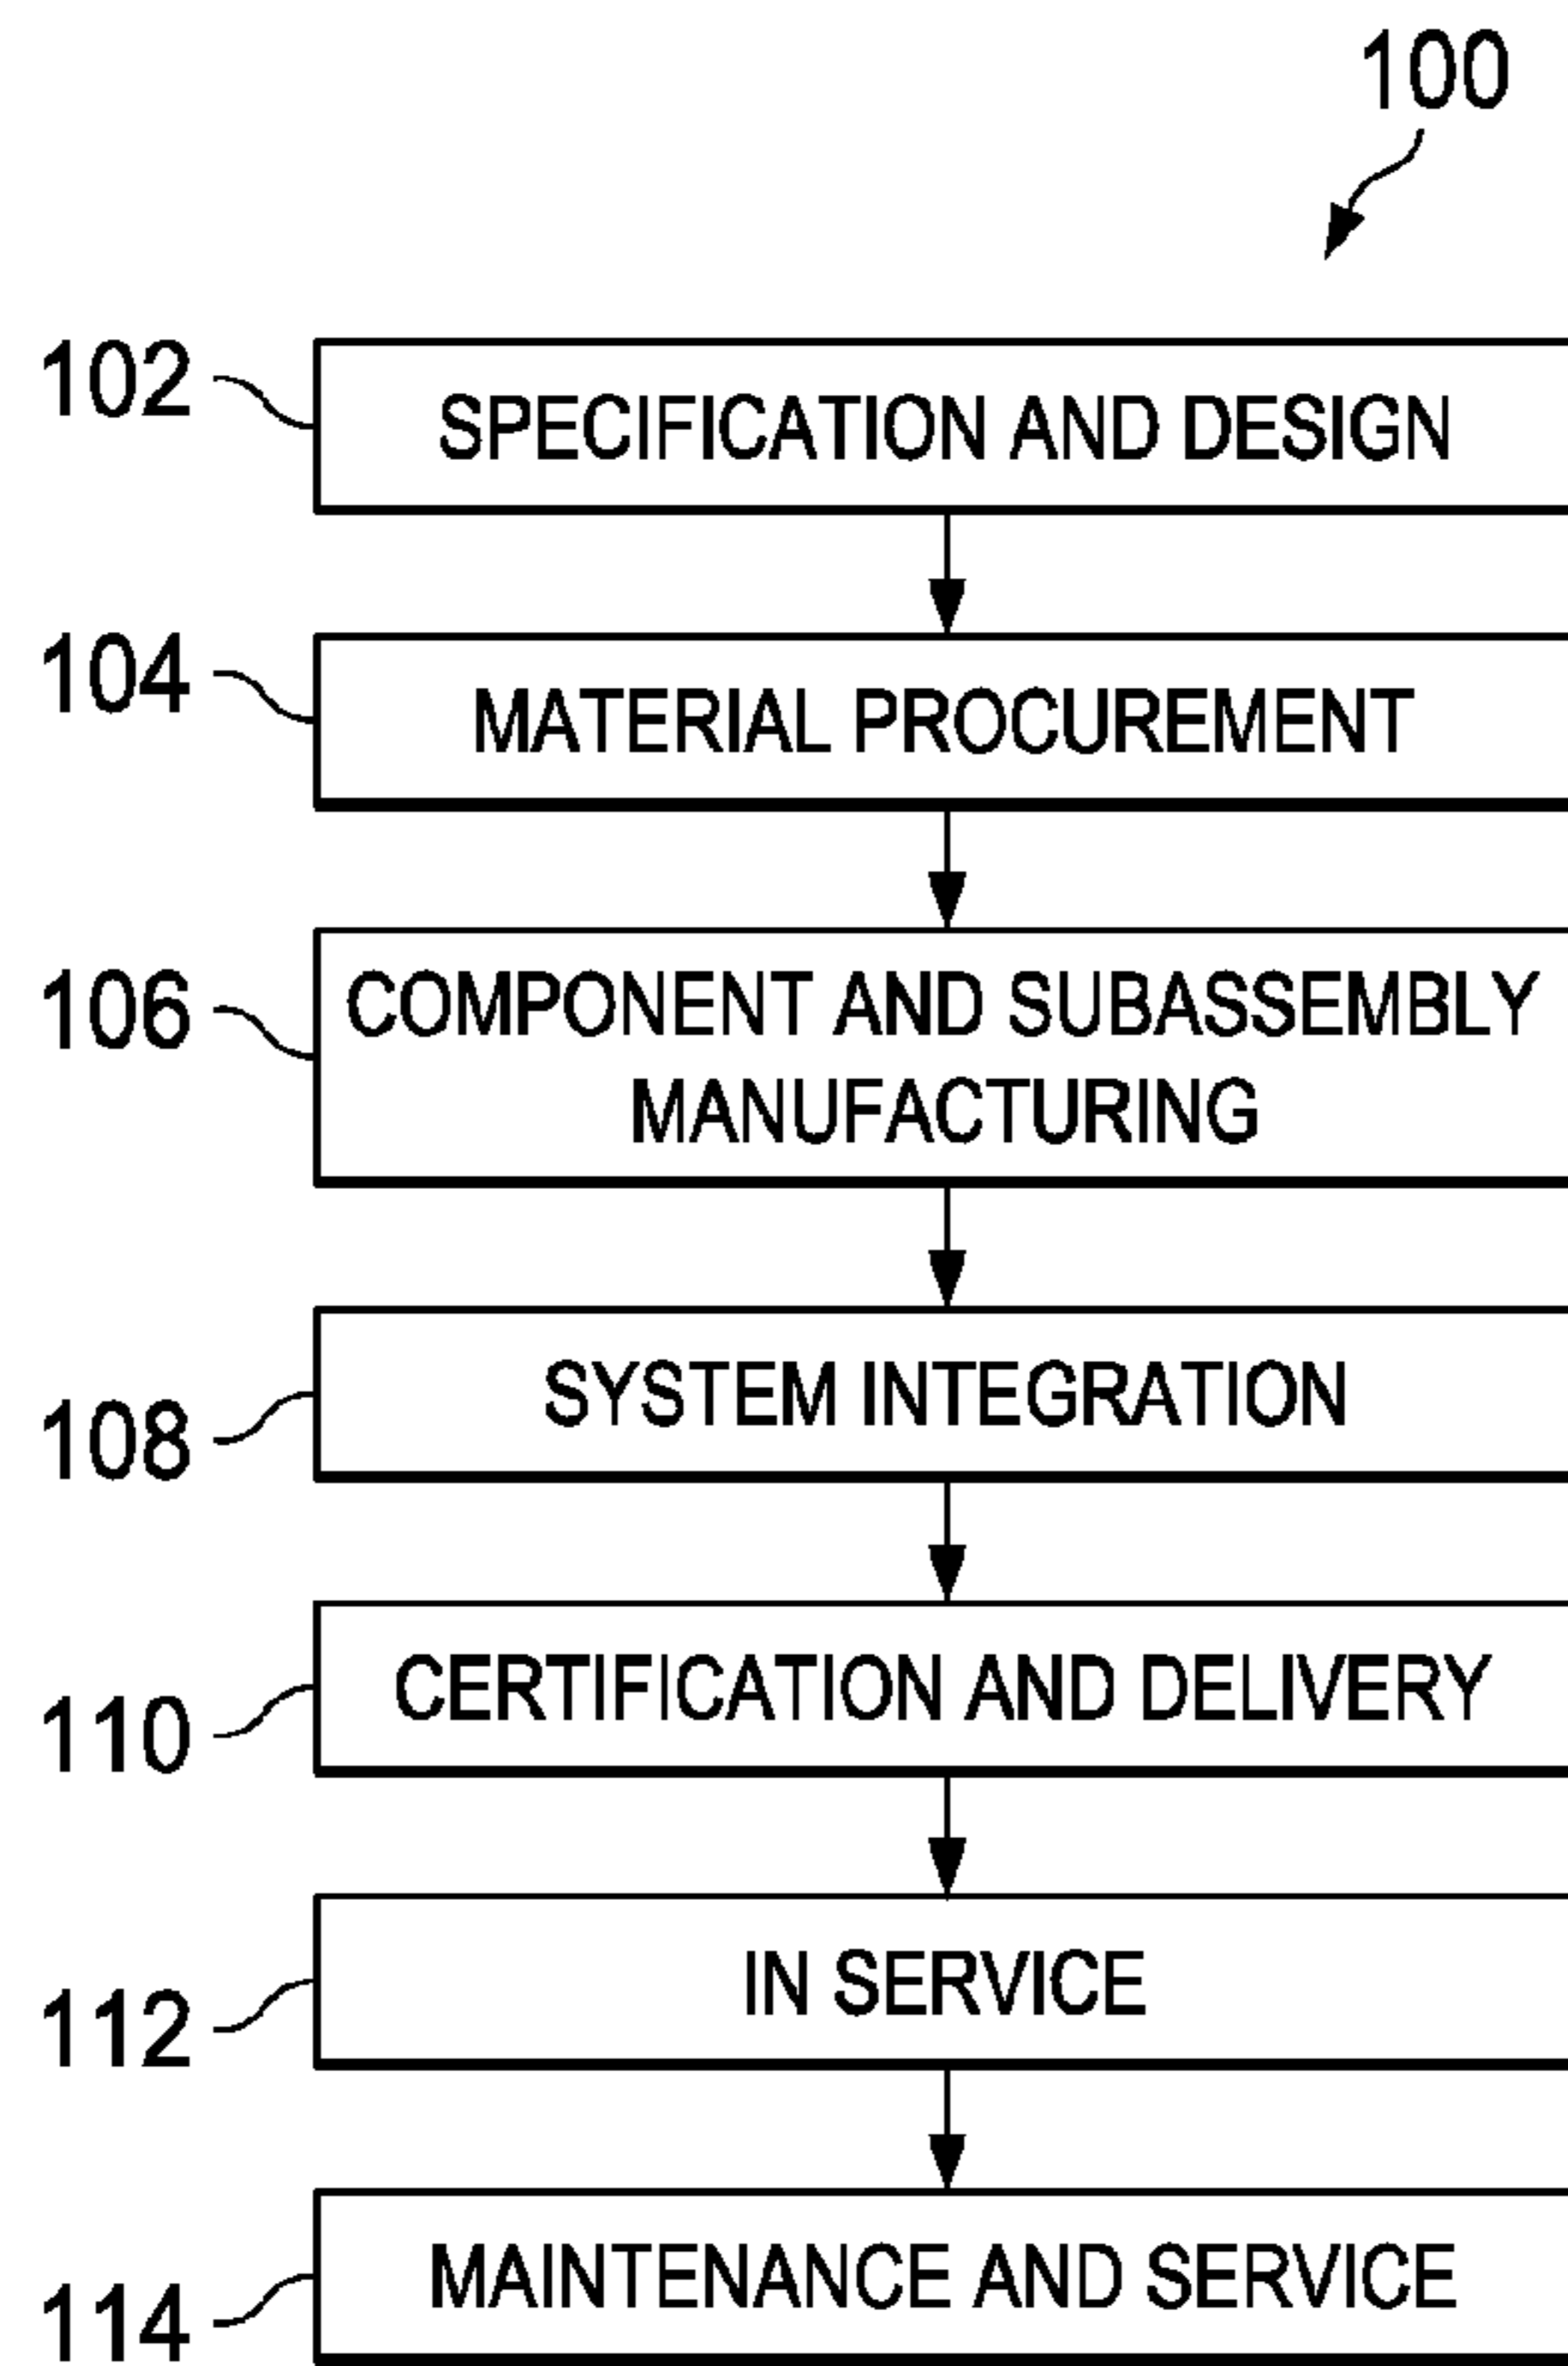 100
102
SPECIFICATION AND DESIGN
104
MATERIAL PROCUREMENT
106
COMPONENT AND SUBASSEMBLY
MANUFACTURING
108
SYSTEM INTEGRATION
110
CERTIFICATION AND DELIVERY
112
IN SERVICE
114
MAINTENANCE AND SERVICE